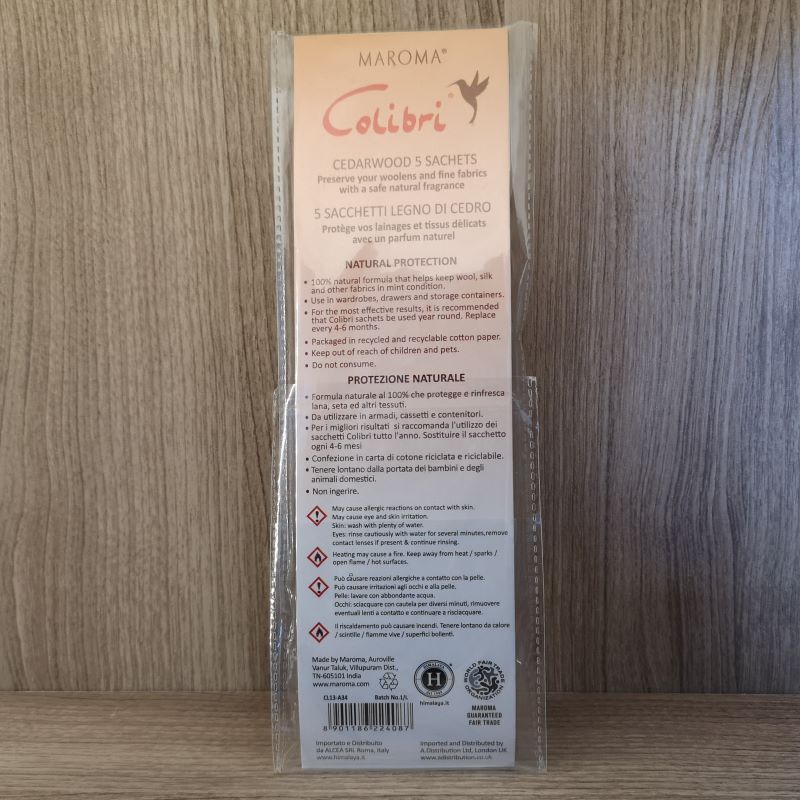 MAROMA®
Colibri®
CEDARWOOD 5 SACHETS
Preserve your woolens and fine fabrics
with a safe natural fragrance
5 SACCHETTI LEGNO DI CEDRO
Protège vos lainages et tissus dèlicats
avec un parfum naturel
NATURAL PROTECTION
• 100% natural formula that helps keep wool, silk
and other fabrics in mint condition.
• Use in wardrobes, drawers and storage containers.
• For the most effective results, it is recommended
that Colibri sachets be used year round. Replace
every 4-6 months.
• Packaged in recycled and recyclable cotton paper.
• Keep out of reach of children and pets.
• Do not consume.
PROTEZIONE NATURALE
• Formula naturale al 100% che protegge e rinfresca
lana, seta ed altri tessuti.
• Da utilizzare in armadi, cassetti e contenitori.
• Per i migliori risultati si raccomanda l'utilizzo dei
sacchetti Colibri tutto l'anno. Sostituire il sacchetto
ogni 4-6 mesi
• Confezione in carta di cotone riciclata e riciclabile.
• Tenere lontano dalla portata dei bambini e degli
animali domestici.
• Non ingerire.
May cause allergic reactions on contact with skin.
May cause eye and skin irritation.
Skin: wash with plenty of water.
Eyes: rinse cautiously with water for several minutes,remove
contact lenses if present & continue rinsing.
Heating may cause a fire. Keep away from heat / sparks /
open flame / hot surfaces.
Può causare reazioni allergiche a contatto con la pelle.
Può causare irritazioni agli occhi e alla pelle.
Pelle: lavare con abbondante acqua.
Occhi: sciacquare con cautela per diversi minuti, rimuovere
eventuali lenti a contatto e continuare a risciacquare.
Il riscaldamento può causare incendi. Tenere lontano da calore
/ scintille / fiamme vive / superfici bollenti.
Made by Maroma, Auroville
Vanur Taluk, Villupuram Dist.,
TN-605101 India
www.maroma.com
HIMALAYA
H
himalaya.it
WORLD FAIR TRADE
ORGANIZATION
MAROMA
GUARANTEED
FAIR TRADE
CL13-A34
Batch No.1/L
8 901186 224087
Importato e Distribuito
da ALCEA SRL Roma, Italy
www.himalaya.it
Imported and Distributed by
A.Distribution Ltd, London UK
www.adistribution.co.uk